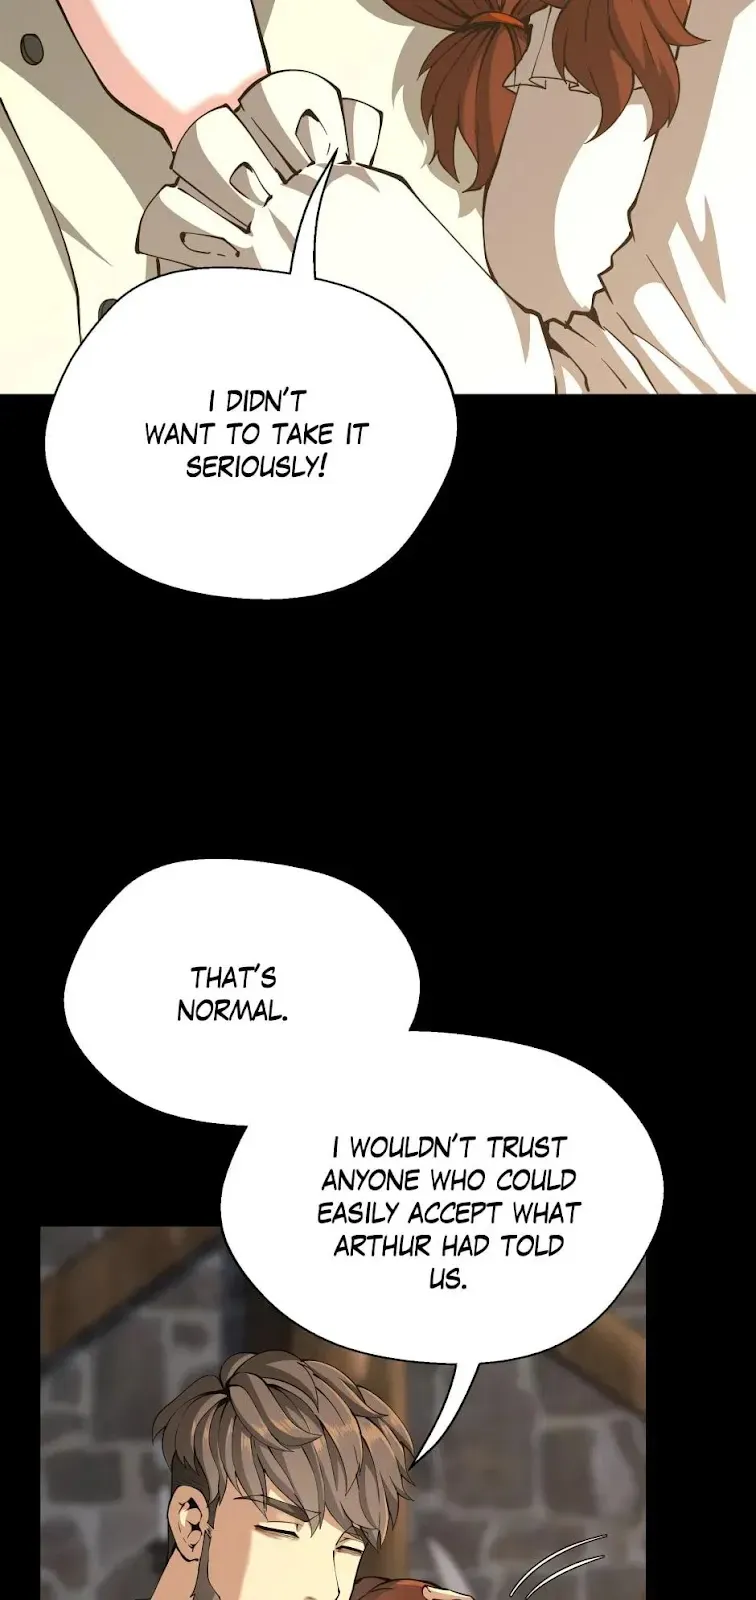 I DIDN'T
WANT TO TAKE IT
SERIOUSLY!
THAT'S
NORMAL.
I WOULDN'T TRUST
ANYONE WHO COULD
EASILY ACCEPT WHAT
ARTHUR HAD TOLD
US.